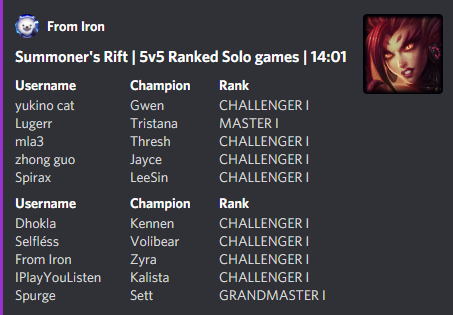 From Iron
Summoner's Rift | 5v5 Ranked Solo games | 14:01
Username Champion Rank
yukino cat Gwen CHALLENGER I
Lugerr Tristana MASTER I
mla3 Thresh CHALLENGER I
zhong guo Jayce CHALLENGER I
Spirax LeeSin CHALLENGER I
Username Champion Rank
Dhokla Kennen CHALLENGER I
Selfléss Volibear CHALLENGER I
From Iron Zyra CHALLENGER I
IPlayYouListen Kalista CHALLENGER I
Spurge Sett GRANDMASTER I